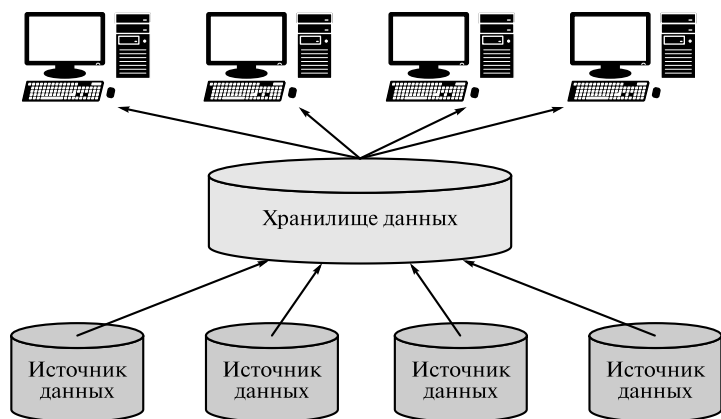 Хранилище данных
Источник
данных
Источник
данных
Источник
данных
Источник
данных